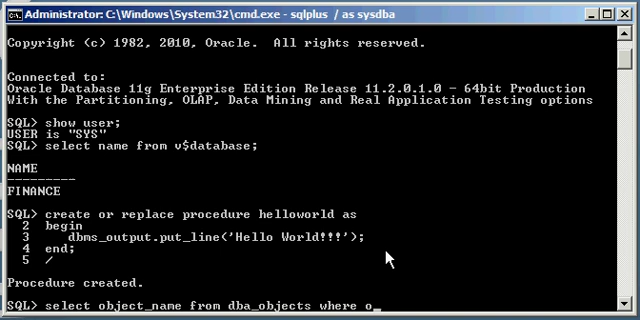 Administrator: C:\Windows\System32\cmd.exe - sqlplus / as sysdba
Copyright (c) 1982, 2010, Oracle.  All rights reserved.
Connected to:
Oracle Database 11g Enterprise Edition Release 11.2.0.1.0 - 64bit Production
With the Partitioning, OLAP, Data Mining and Real Application Testing options
SQL> show user;
USER is "SYS"
SQL> select name from v$database;
NAME
---------
FINANCE
SQL> create or replace procedure helloworld as
  2  begin
  3    dbms_output.put_line('Hello World!!!');
  4  end;
  5  /
Procedure created.
SQL> select object_name from dba_objects where o